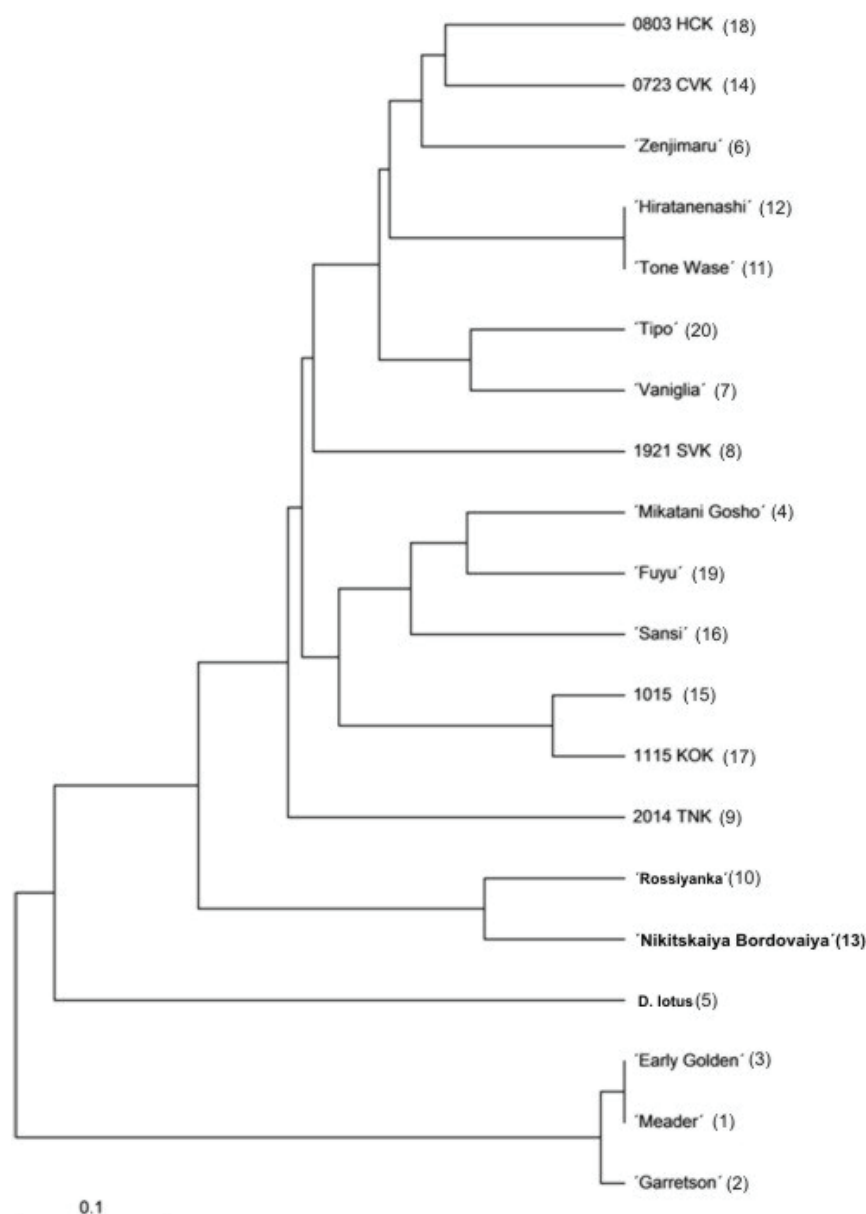 0803 HCK (18)
0723 CVK (14)
´Zenjimaru´ (6)
´Hiratanenashi´ (12)
´Tone Wase´ (11)
´Tipo´ (20)
´Vaniglia´ (7)
1921 SVK (8)
´Mikatani Gosho´ (4)
´Fuyu´ (19)
´Sansi´ (16)
1015 (15)
1115 KOK (17)
2014 TNK (9)
´Rossiyanka´(10)
´Nikitskaiya Bordovaiya´(13)
D. lotus (5)
´Early Golden´ (3)
´Meader´ (1)
´Garretson´ (2)
0.1